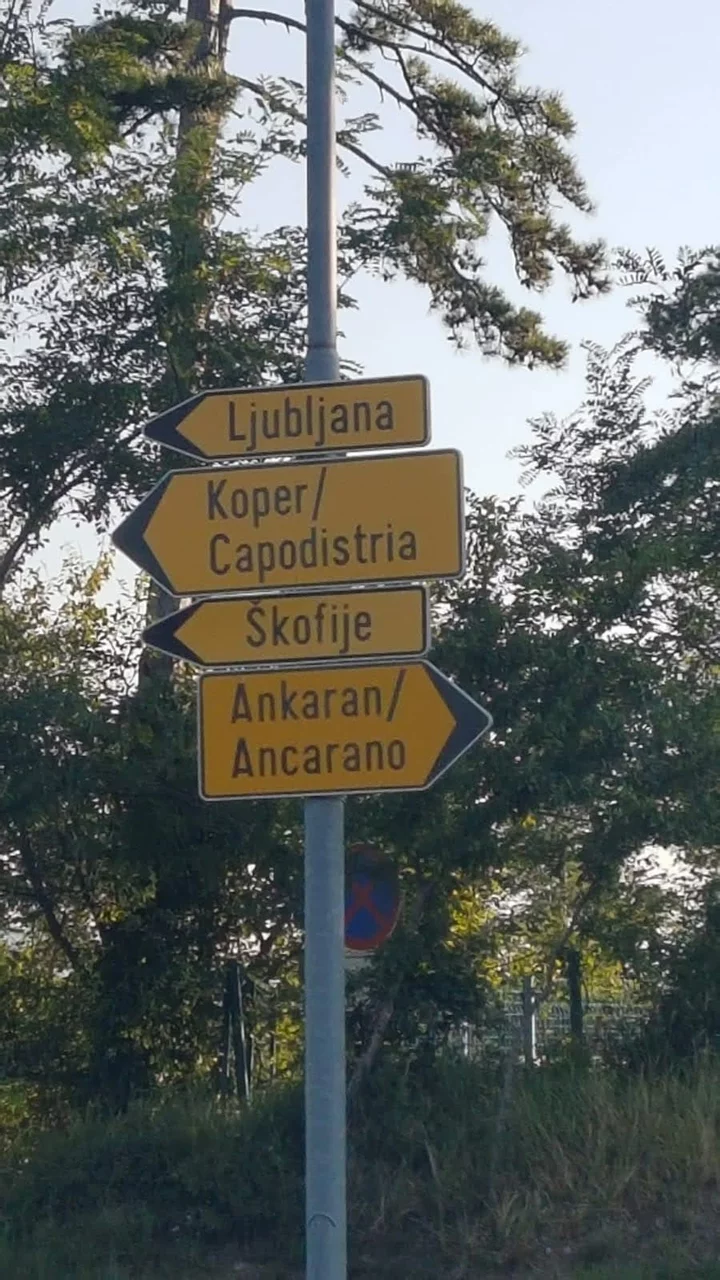 Ljubljana
Koper/
Capodistria
Škofije
Ankaran/
Ancarano